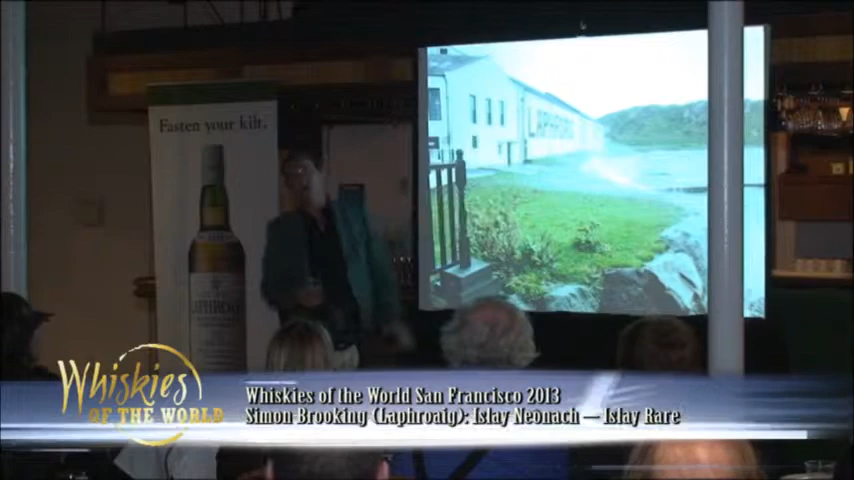 Fasten your kilt.
LAPHROAIG
Whiskies
OF THE WORLD
Whiskies of the World San Francisco 2013
Simon Brooking (Laphroaig): Islay Neonach — Islay Rare